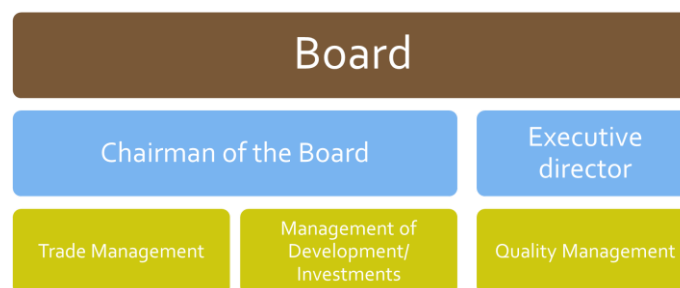 Board
Chairman of the Board
Executive
director
Trade Management
Management of
Development/
Investments
Quality Management